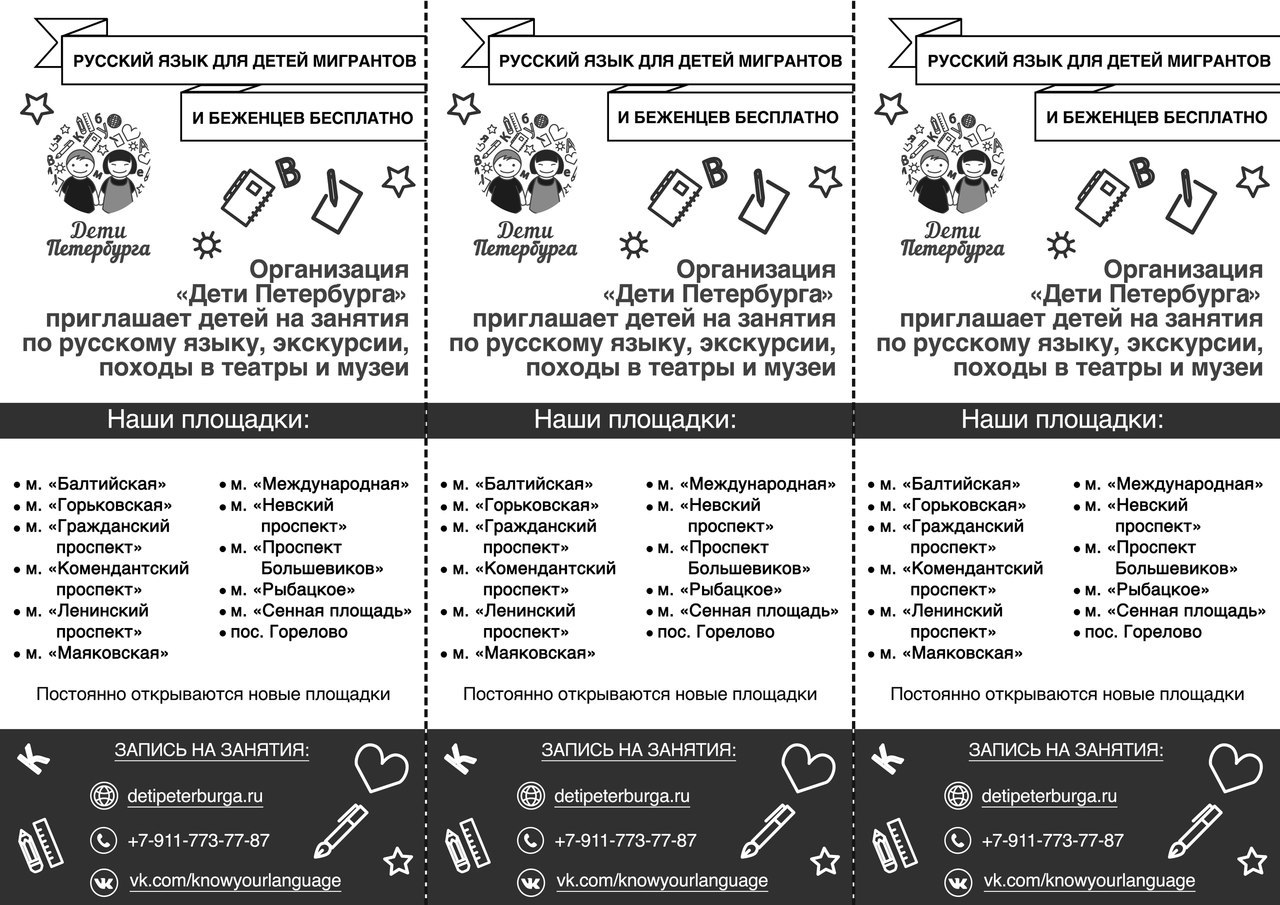 РУССКИЙ ЯЗЫК ДЛЯ ДЕТЕЙ МИГРАНТОВ
И БЕЖЕНЦЕВ БЕСПЛАТНО
В
Дети
Петербурга
Организация
«Дети Петербурга»
приглашает детей на занятия
по русскому языку, экскурсии,
походы в театры и музеи
Наши площадки:
• м. «Балтийская»
• м. «Горьковская»
• м. «Гражданский
проспект»
• м. «Комендантский
проспект»
• м. «Ленинский
проспект»
• м. «Маяковская»
• м. «Международная»
• м. «Невский
проспект»
• м. «Проспект
Большевиков»
• м. «Рыбацкое»
• м. «Сенная площадь»
• пос. Горелово
Постоянно открываются новые площадки
К
ЗАПИСЬ НА ЗАНЯТИЯ:
detipeterburga.ru
+7-911-773-77-87
vk.com/knowyourlanguage
РУССКИЙ ЯЗЫК ДЛЯ ДЕТЕЙ МИГРАНТОВ
И БЕЖЕНЦЕВ БЕСПЛАТНО
В
Дети
Петербурга
Организация
«Дети Петербурга»
приглашает детей на занятия
по русскому языку, экскурсии,
походы в театры и музеи
Наши площадки:
• м. «Балтийская»
• м. «Горьковская»
• м. «Гражданский
проспект»
• м. «Комендантский
проспект»
• м. «Ленинский
проспект»
• м. «Маяковская»
• м. «Международная»
• м. «Невский
проспект»
• м. «Проспект
Большевиков»
• м. «Рыбацкое»
• м. «Сенная площадь»
• пос. Горелово
Постоянно открываются новые площадки
К
ЗАПИСЬ НА ЗАНЯТИЯ:
detipeterburga.ru
+7-911-773-77-87
vk.com/knowyourlanguage
РУССКИЙ ЯЗЫК ДЛЯ ДЕТЕЙ МИГРАНТОВ
И БЕЖЕНЦЕВ БЕСПЛАТНО
В
Дети
Петербурга
Организация
«Дети Петербурга»
приглашает детей на занятия
по русскому языку, экскурсии,
походы в театры и музеи
Наши площадки:
• м. «Балтийская»
• м. «Горьковская»
• м. «Гражданский
проспект»
• м. «Комендантский
проспект»
• м. «Ленинский
проспект»
• м. «Маяковская»
• м. «Международная»
• м. «Невский
проспект»
• м. «Проспект
Большевиков»
• м. «Рыбацкое»
• м. «Сенная площадь»
• пос. Горелово
Постоянно открываются новые площадки
К
ЗАПИСЬ НА ЗАНЯТИЯ:
detipeterburga.ru
+7-911-773-77-87
vk.com/knowyourlanguage